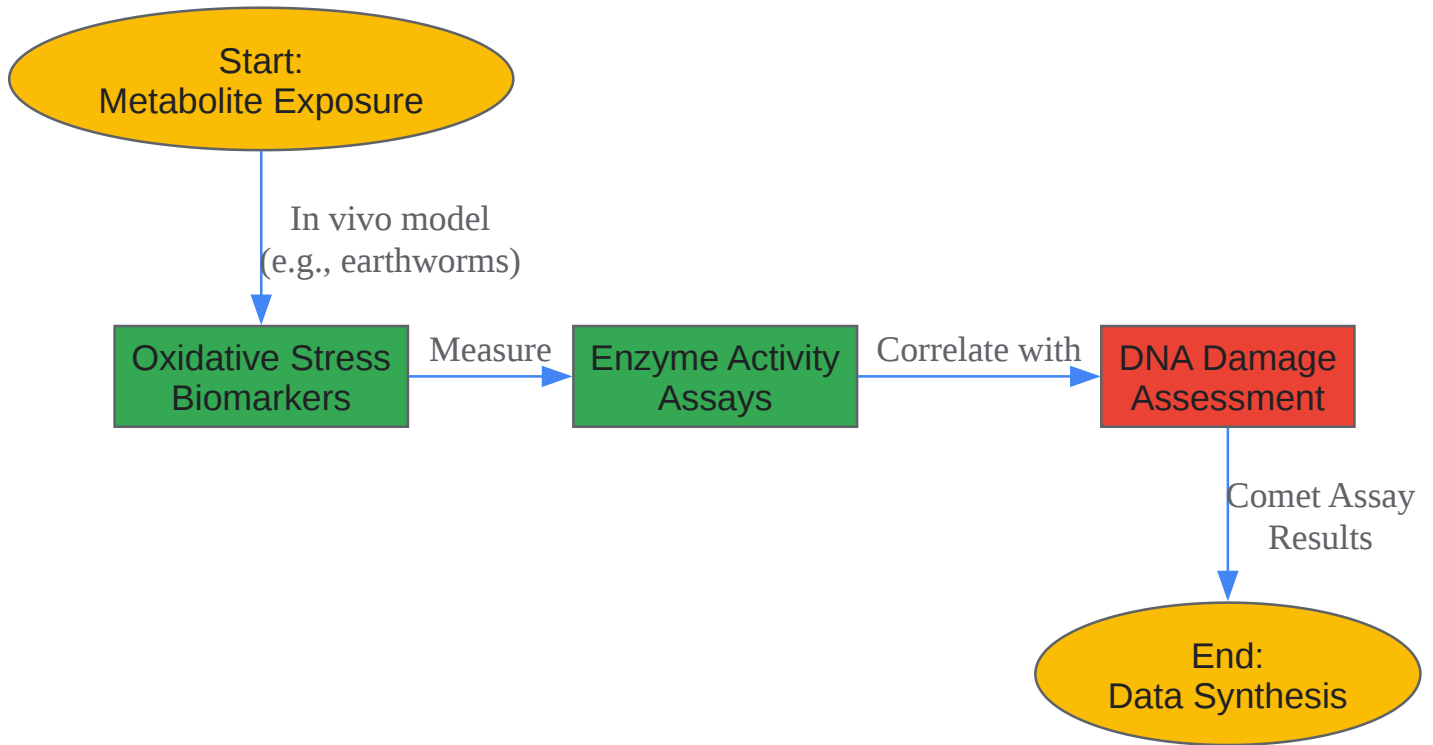 Start:
Metabolite Exposure
In vivo model
(e.g., earthworms)
Oxidative Stress
Biomarkers
Measure
Enzyme Activity
Assays
Correlate with
DNA Damage
Assessment
Comet Assay
Results
End:
Data Synthesis